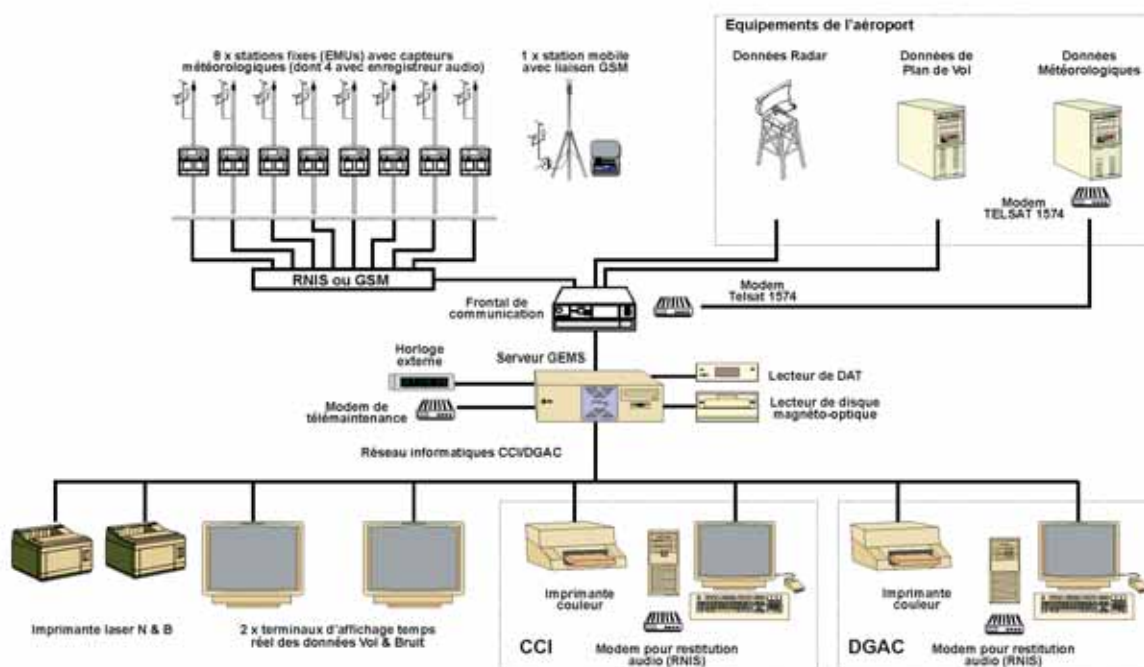 Equipements de l'aéroport
8 x stations fixes (EMUs) avec capteurs
météorologiques (dont 4 avec enregistreur audio)
1 x station mobile
avec liaison GSM
Données Radar
Données de
Plan de Vol
Données
Météorologiques
Modem
TELSAT 1574
RNIS ou GSM
Modem
Telsat 1574
Frontal de
communication
Horloge
externe
Serveur GEMS
Lecteur de DAT
Modem de
télémaintenance
Lecteur de disque
magnéto-optique
Réseau informatiques CCI/DGAC
Imprimante laser N & B
2 x terminaux d'affichage temps
réel des données Vol & Bruit
Imprimante
couleur
CCI
Modem pour restitution
audio (RNIS)
Imprimante
couleur
DGAC
Modem pour restitution
audio (RNIS)